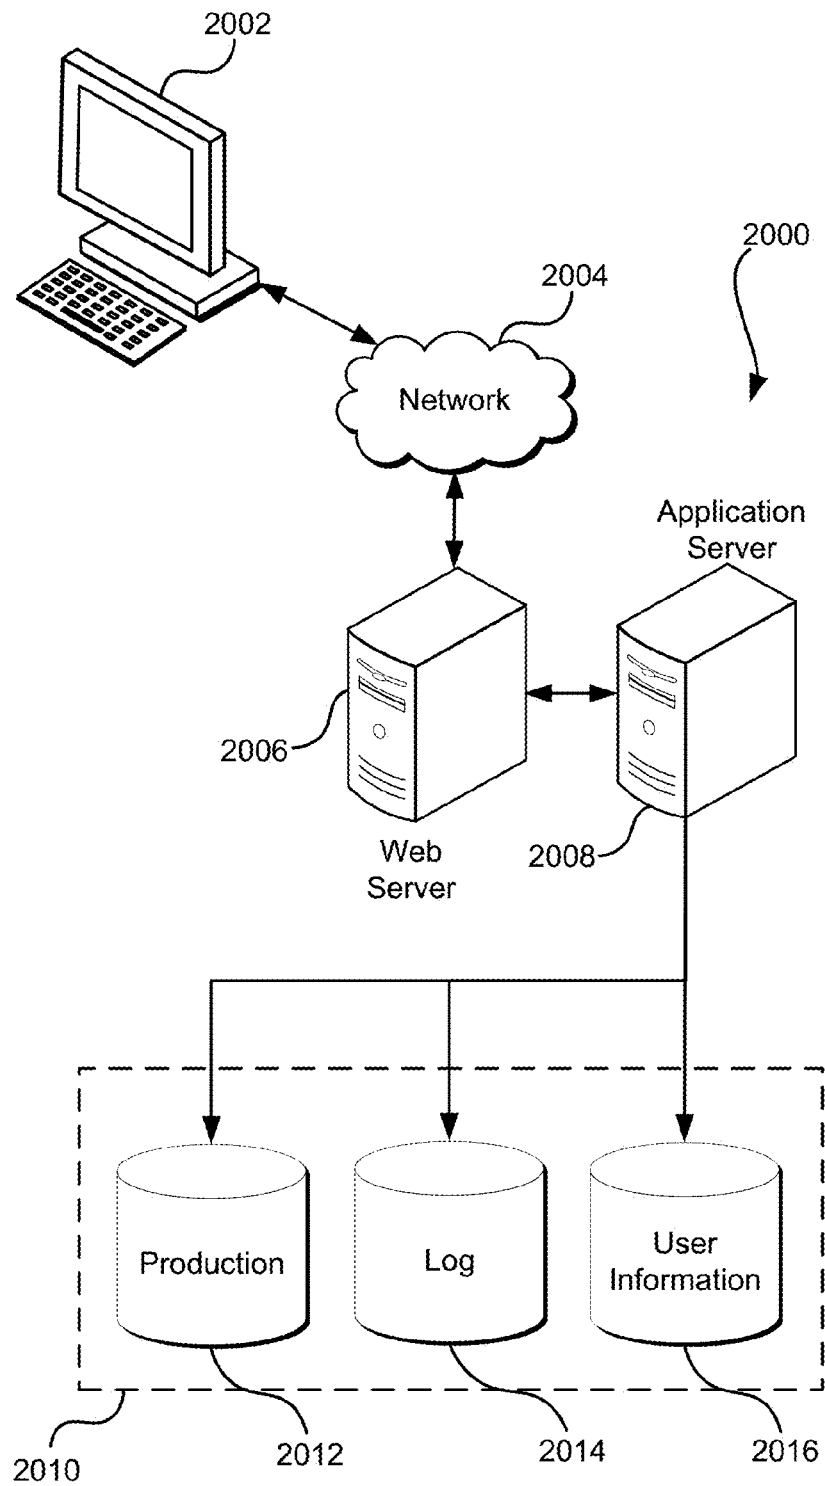 2002
2000
2004
Network
Application
Server
2006
2008
Web
Server
Production
Log
User
Information
2010
2012
2014
2016